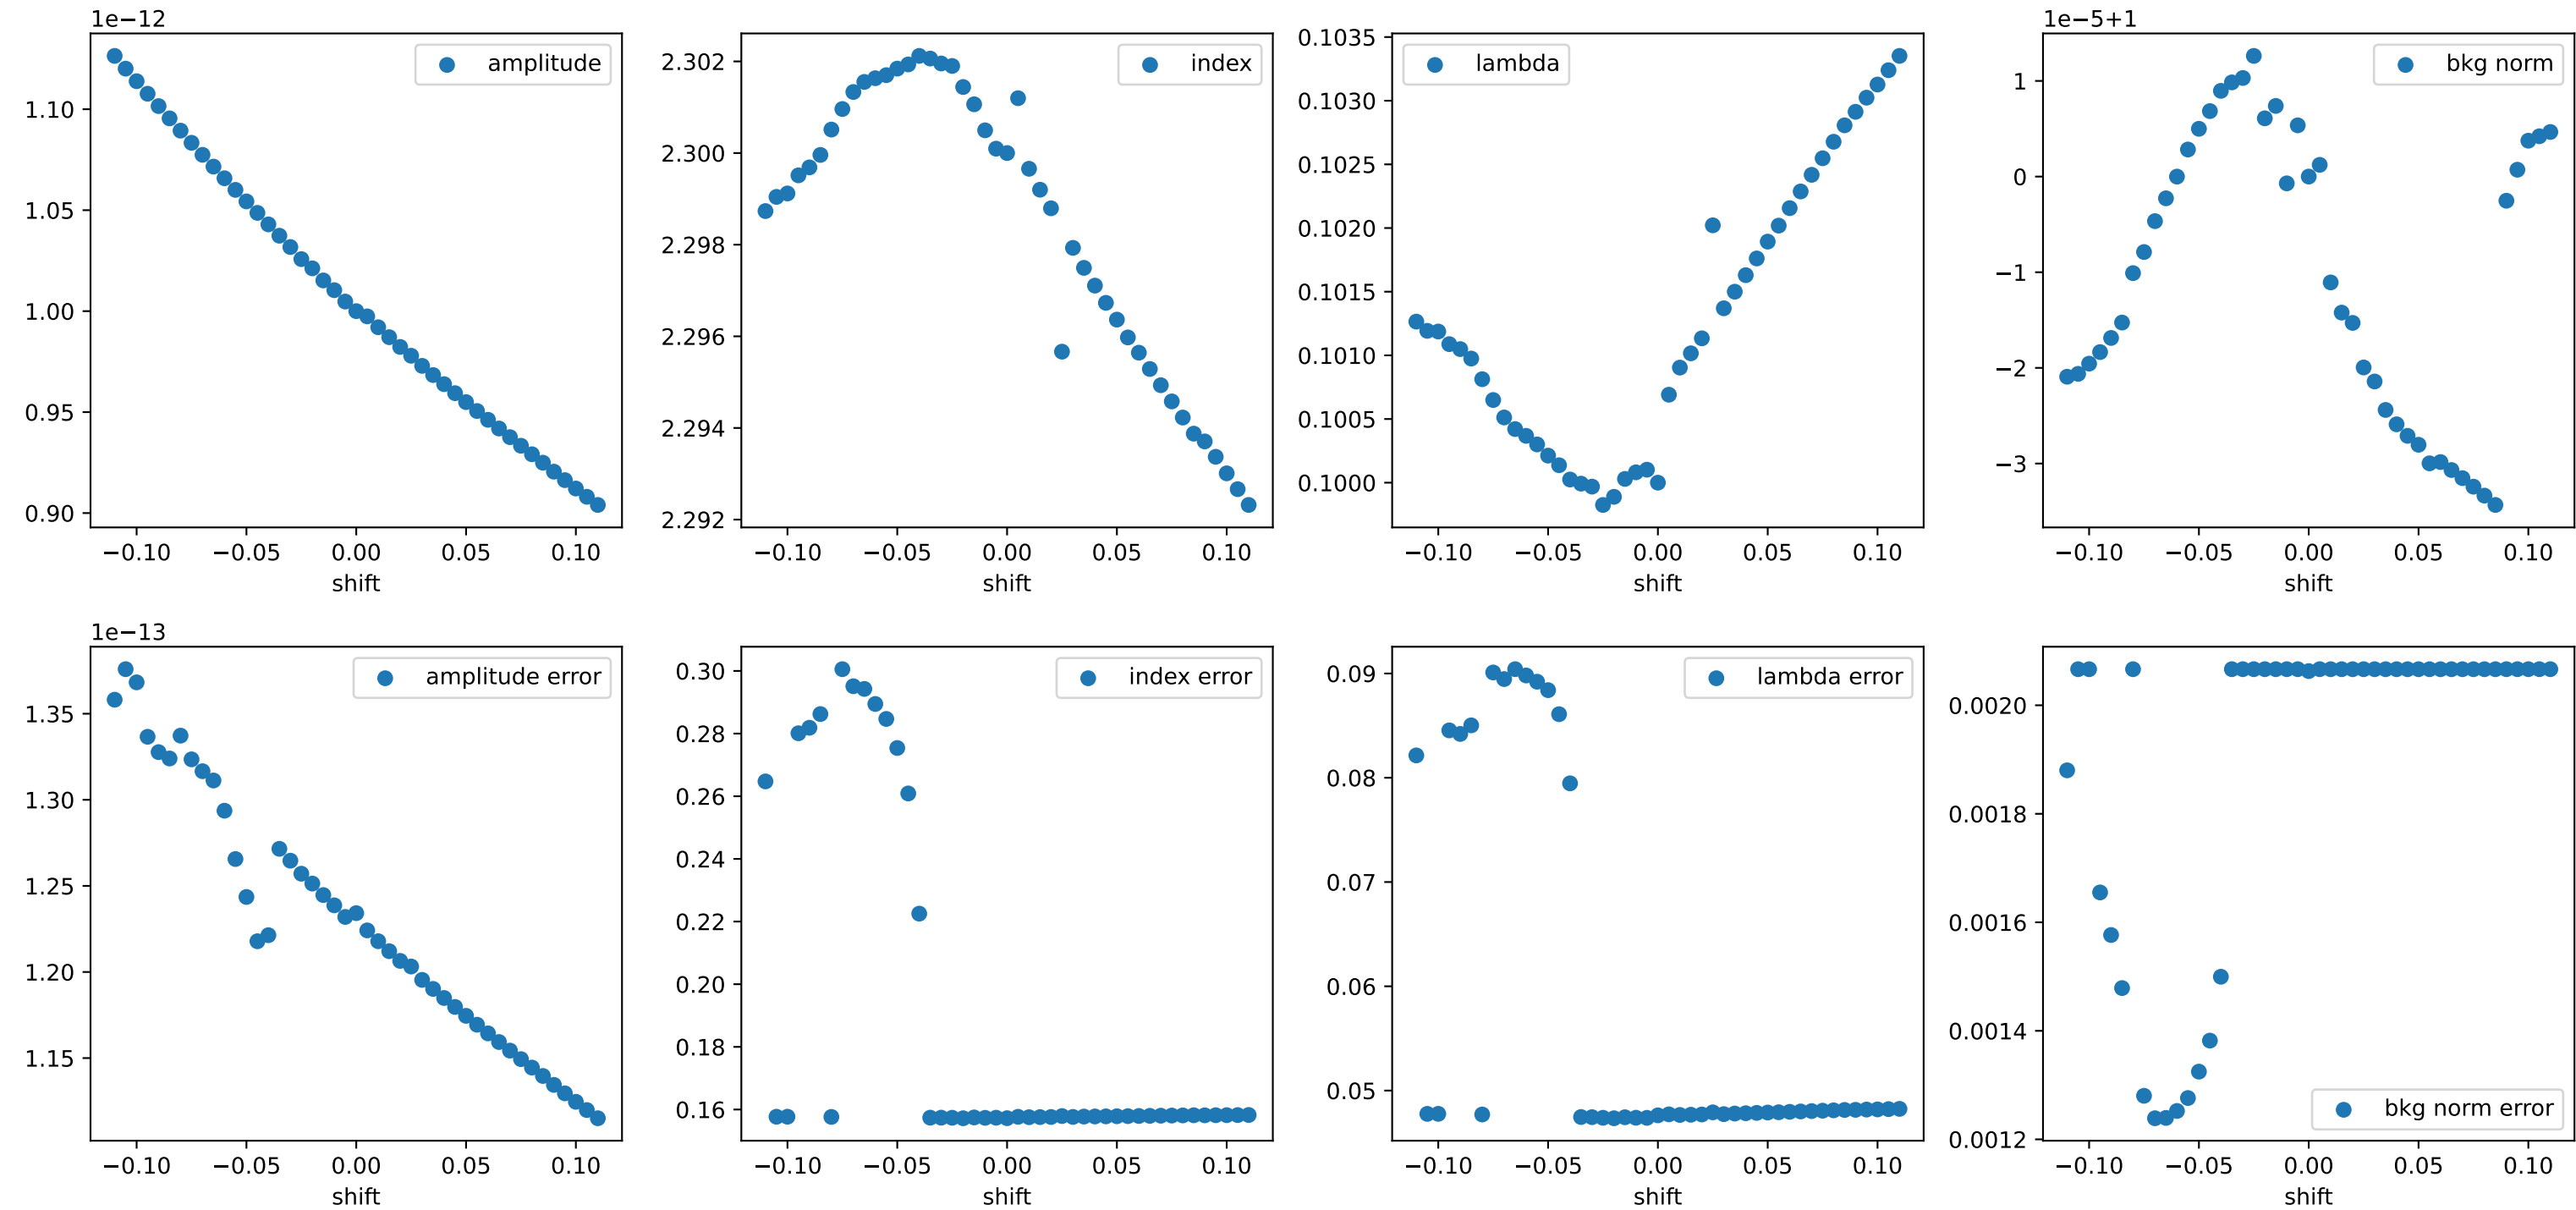 1e−12
amplitude
1.10
1.05
1.00
0.95
0.90
−0.10 −0.05 0.00 0.05 0.10
shift
index
2.302
2.300
2.298
2.296
2.294
2.292
−0.10 −0.05 0.00 0.05 0.10
shift
lambda
0.1035
0.1030
0.1025
0.1020
0.1015
0.1010
0.1005
0.1000
−0.10 −0.05 0.00 0.05 0.10
shift
1e−5+1
bkg norm
1
0
−1
−2
−3
−0.10 −0.05 0.00 0.05 0.10
shift
1e−13
amplitude error
1.35
1.30
1.25
1.20
1.15
−0.10 −0.05 0.00 0.05 0.10
shift
index error
0.30
0.28
0.26
0.24
0.22
0.20
0.18
0.16
−0.10 −0.05 0.00 0.05 0.10
shift
lambda error
0.09
0.08
0.07
0.06
0.05
−0.10 −0.05 0.00 0.05 0.10
shift
0.0020
0.0018
0.0016
0.0014
0.0012
bkg norm error
−0.10 −0.05 0.00 0.05 0.10
shift